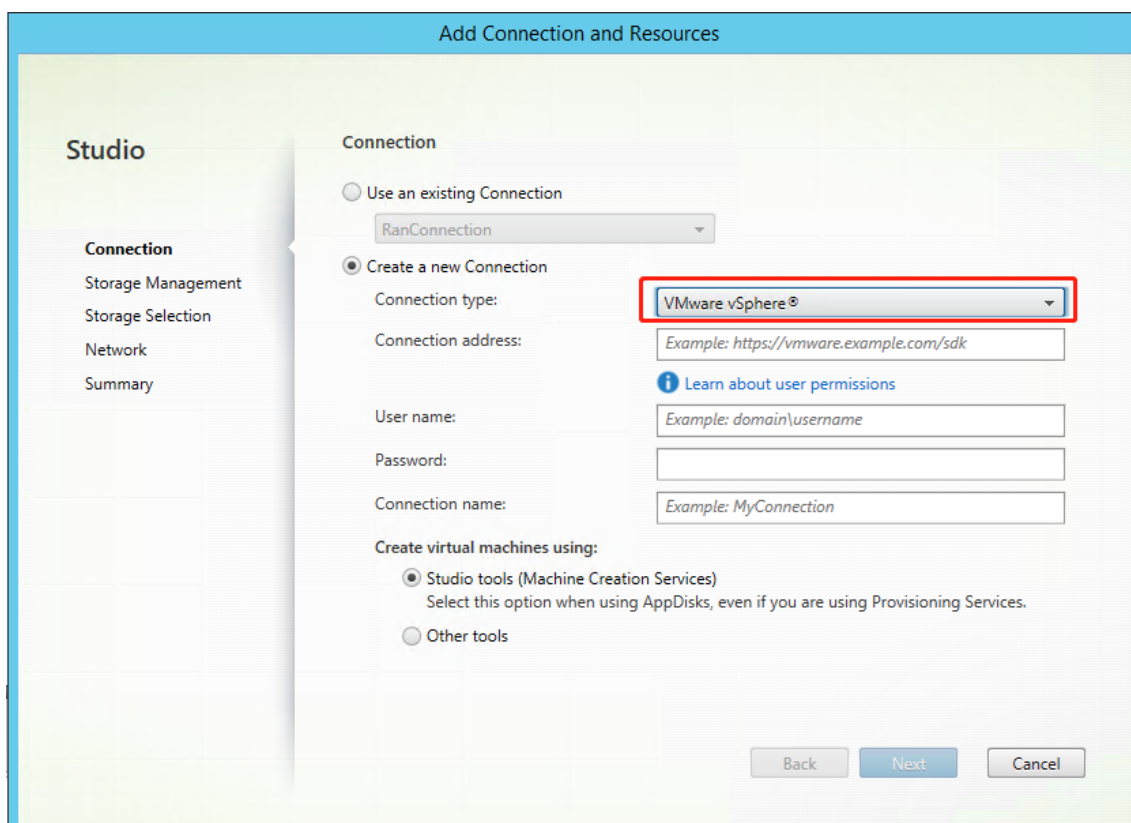 Add Connection and Resources
Studio
Connection
Storage Management
Storage Selection
Network
Summary
Connection
Use an existing Connection
RanConnection
Create a new Connection
Connection type:
VMware vSphere®
Connection address:
Example: https://vmware.example.com/sdk
Learn about user permissions
User name:
Example: domain\username
Password:
Connection name:
Example: MyConnection
Create virtual machines using:
Studio tools (Machine Creation Services)
Select this option when using AppDisks, even if you are using Provisioning Services.
Other tools
Back
Next
Cancel